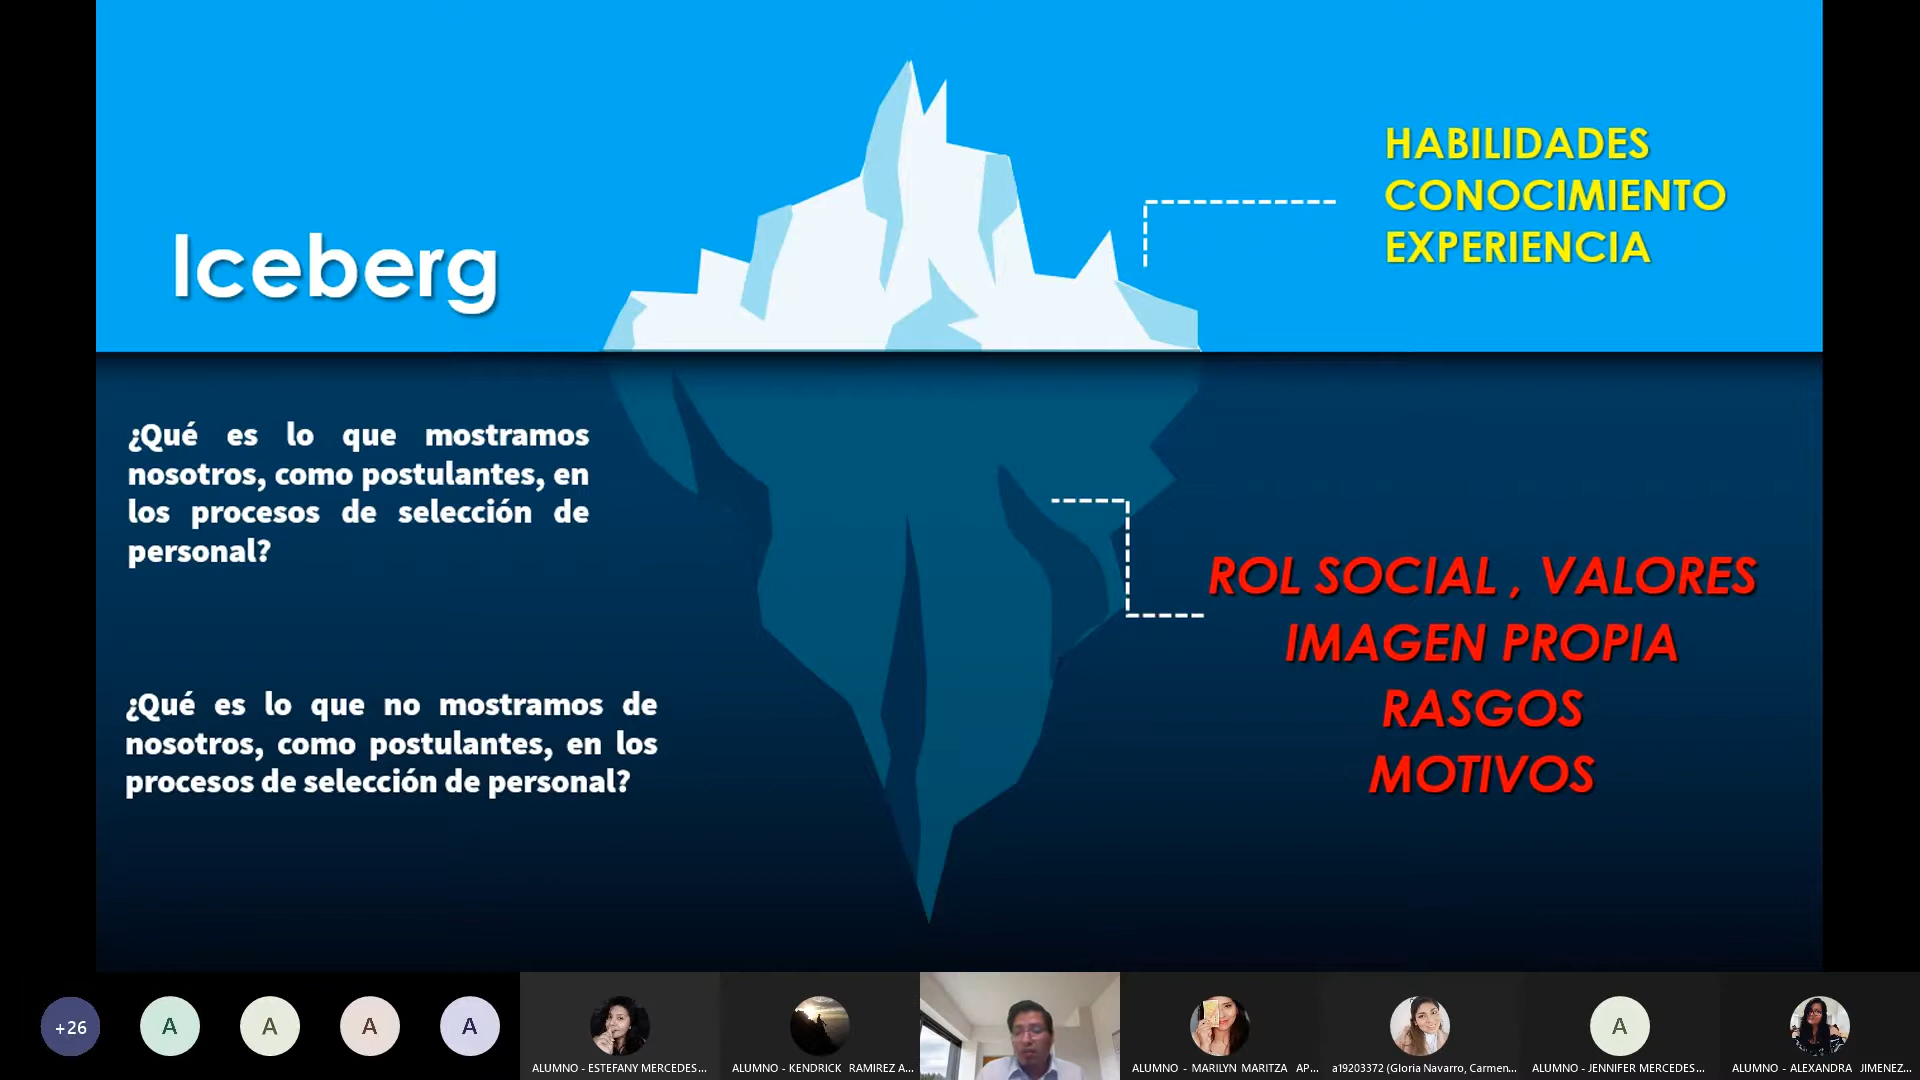 Iceberg
HABILIDADES
CONOCIMIENTO
EXPERIENCIA
¿Qué es lo que mostramos
nosotros, como postulantes, en
los procesos de selección de
personal?
¿Qué es lo que no mostramos de
nosotros, como postulantes, en los
procesos de selección de personal?
ROL SOCIAL , VALORES
IMAGEN PROPIA
RASGOS
MOTIVOS
+26
A
A
A
A
ALUMNO - ESTEFANY MERCEDES...
ALUMNO - KENDRICK RAMIREZ A...
ALUMNO - MARILYN MARITZA AP...
a19203372 (Gloria Navarro, Carmen...
A
ALUMNO - JENNIFER MERCEDES...
ALUMNO - ALEXANDRA JIMENEZ...